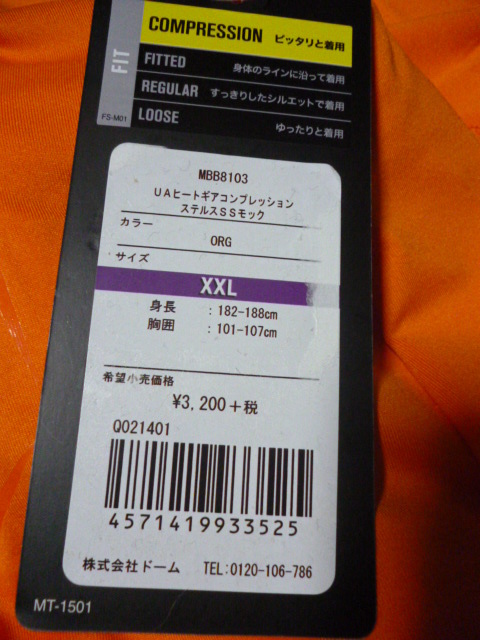 FIT
COMPRESSION ピッタリと着用
FITTED 身体のラインに沿って着用
REGULAR すっきりしたシルエットで着用
LOOSE ゆったりと着用
FS-M01
MBB8103
UAヒートギアコンプレッション
ステルスSSモック
カラー
ORG
サイズ
XXL
身長 : 182-188cm
胸囲 : 101-107cm
希望小売価格
¥3,200+税
Q021401
4571419933525
株式会社ドーム TEL:0120-106-786
MT-1501